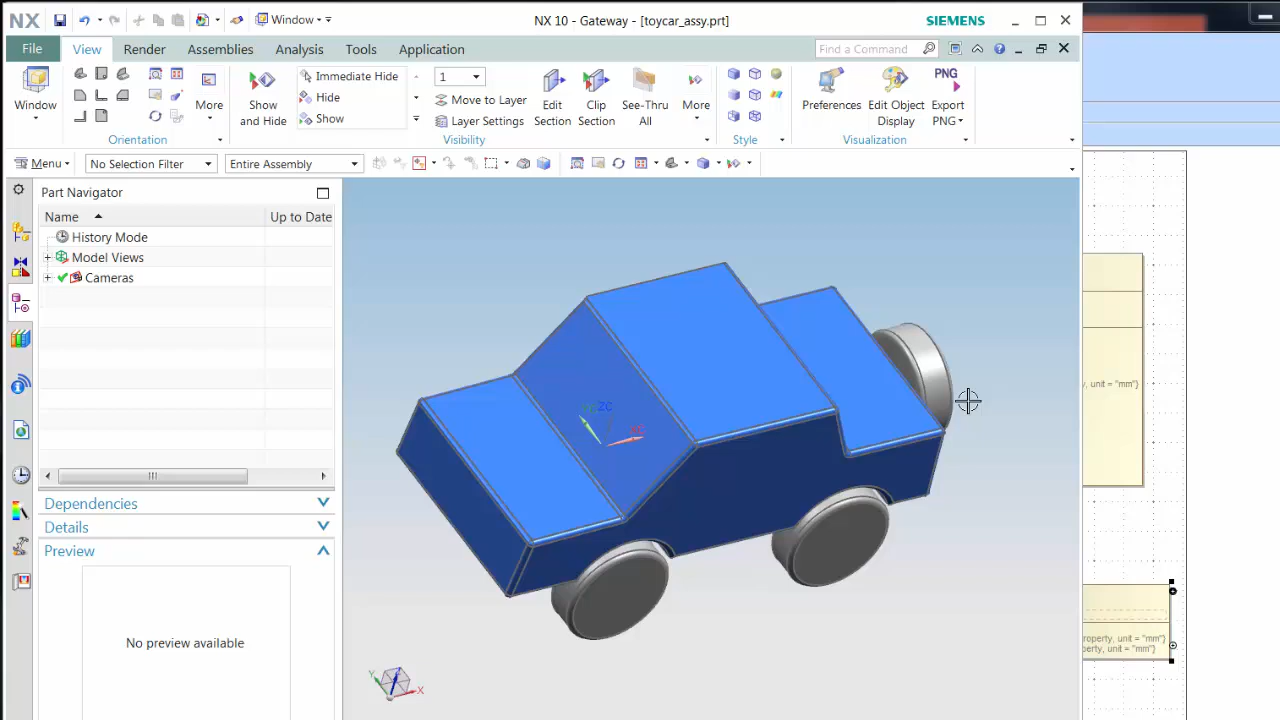 NX Window NX 10 - Gateway - [toycar_assy.prt] SIEMENS
File View Render Assemblies Analysis Tools Application Find a Command
Window More Show and Hide Immediate Hide Hide Show 1 Move to Layer Layer Settings Edit Section Clip Section See-Thru All More Preferences Edit Object Display PNG Export PNG
Orientation Visibility Style Visualization
Menu No Selection Filter Entire Assembly
Part Navigator
Name Up to Date
History Mode
Model Views
Cameras
Dependencies
Details
Preview
No preview available
ZC
XC
Y
X
y, unit = "mm"}
roperty, unit = "mm"}
perty, unit = "mm"}